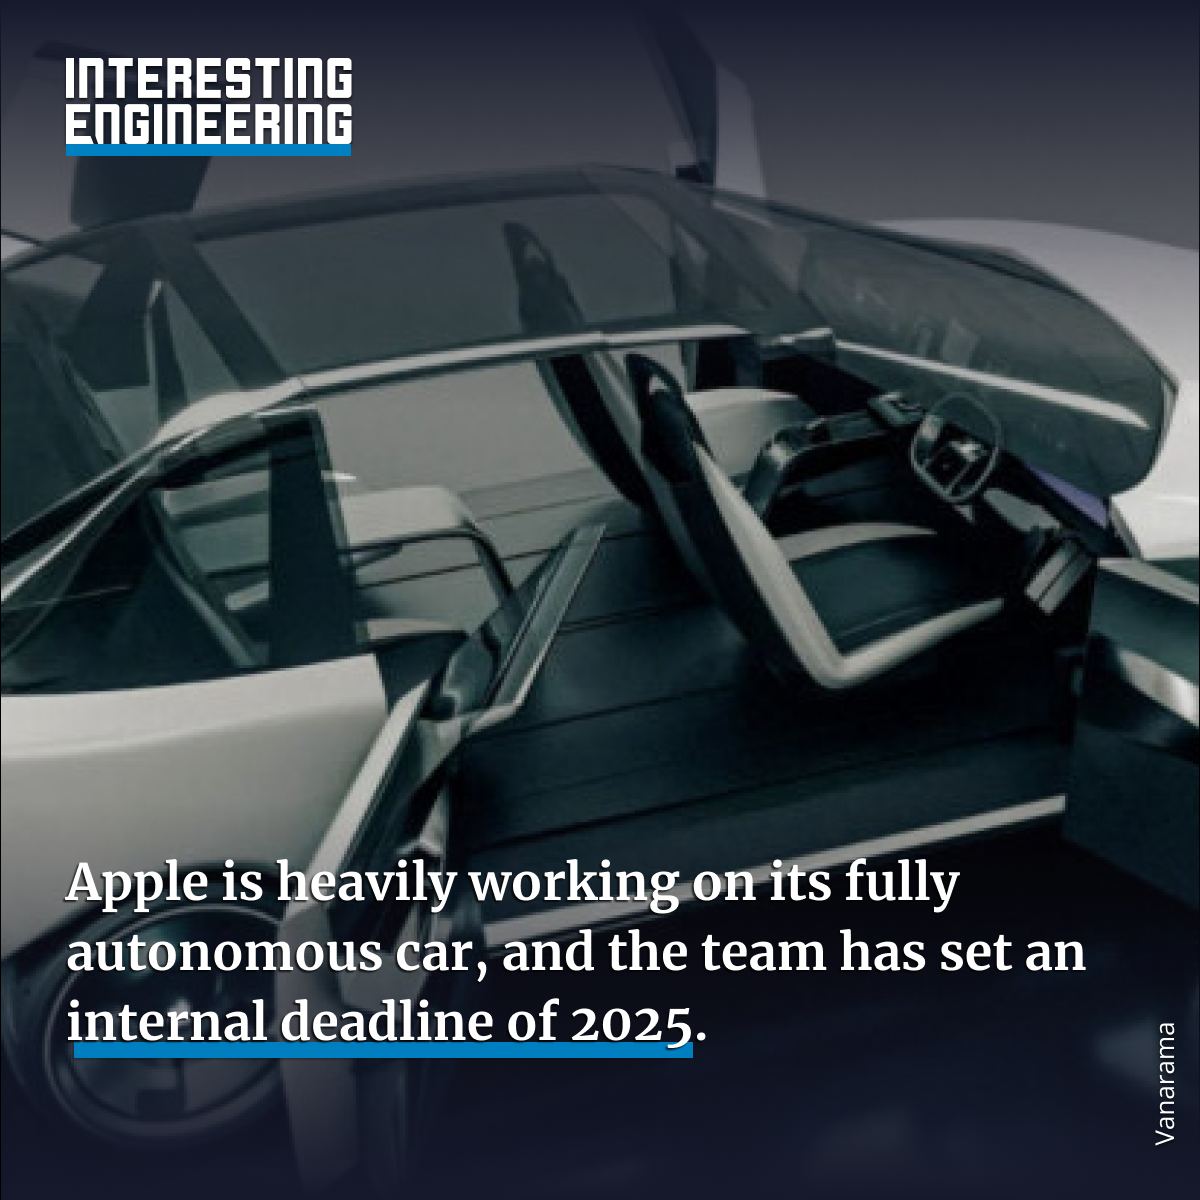 INTERESTING
ENGINEERING
Apple is heavily working on its fully
autonomous car, and the team has set an
internal deadline of 2025.
Vanarama